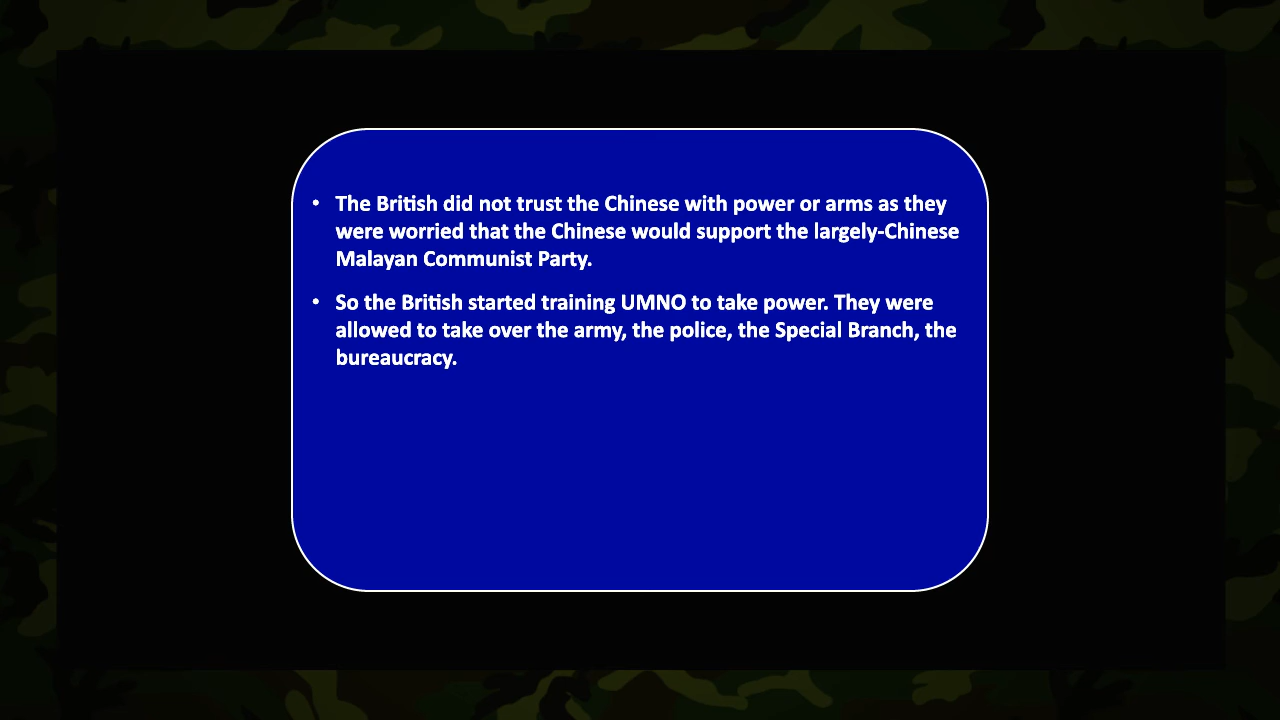 • The British did not trust the Chinese with power or arms as they
were worried that the Chinese would support the largely-Chinese
Malayan Communist Party.
• So the British started training UMNO to take power. They were
allowed to take over the army, the police, the Special Branch, the
bureaucracy.